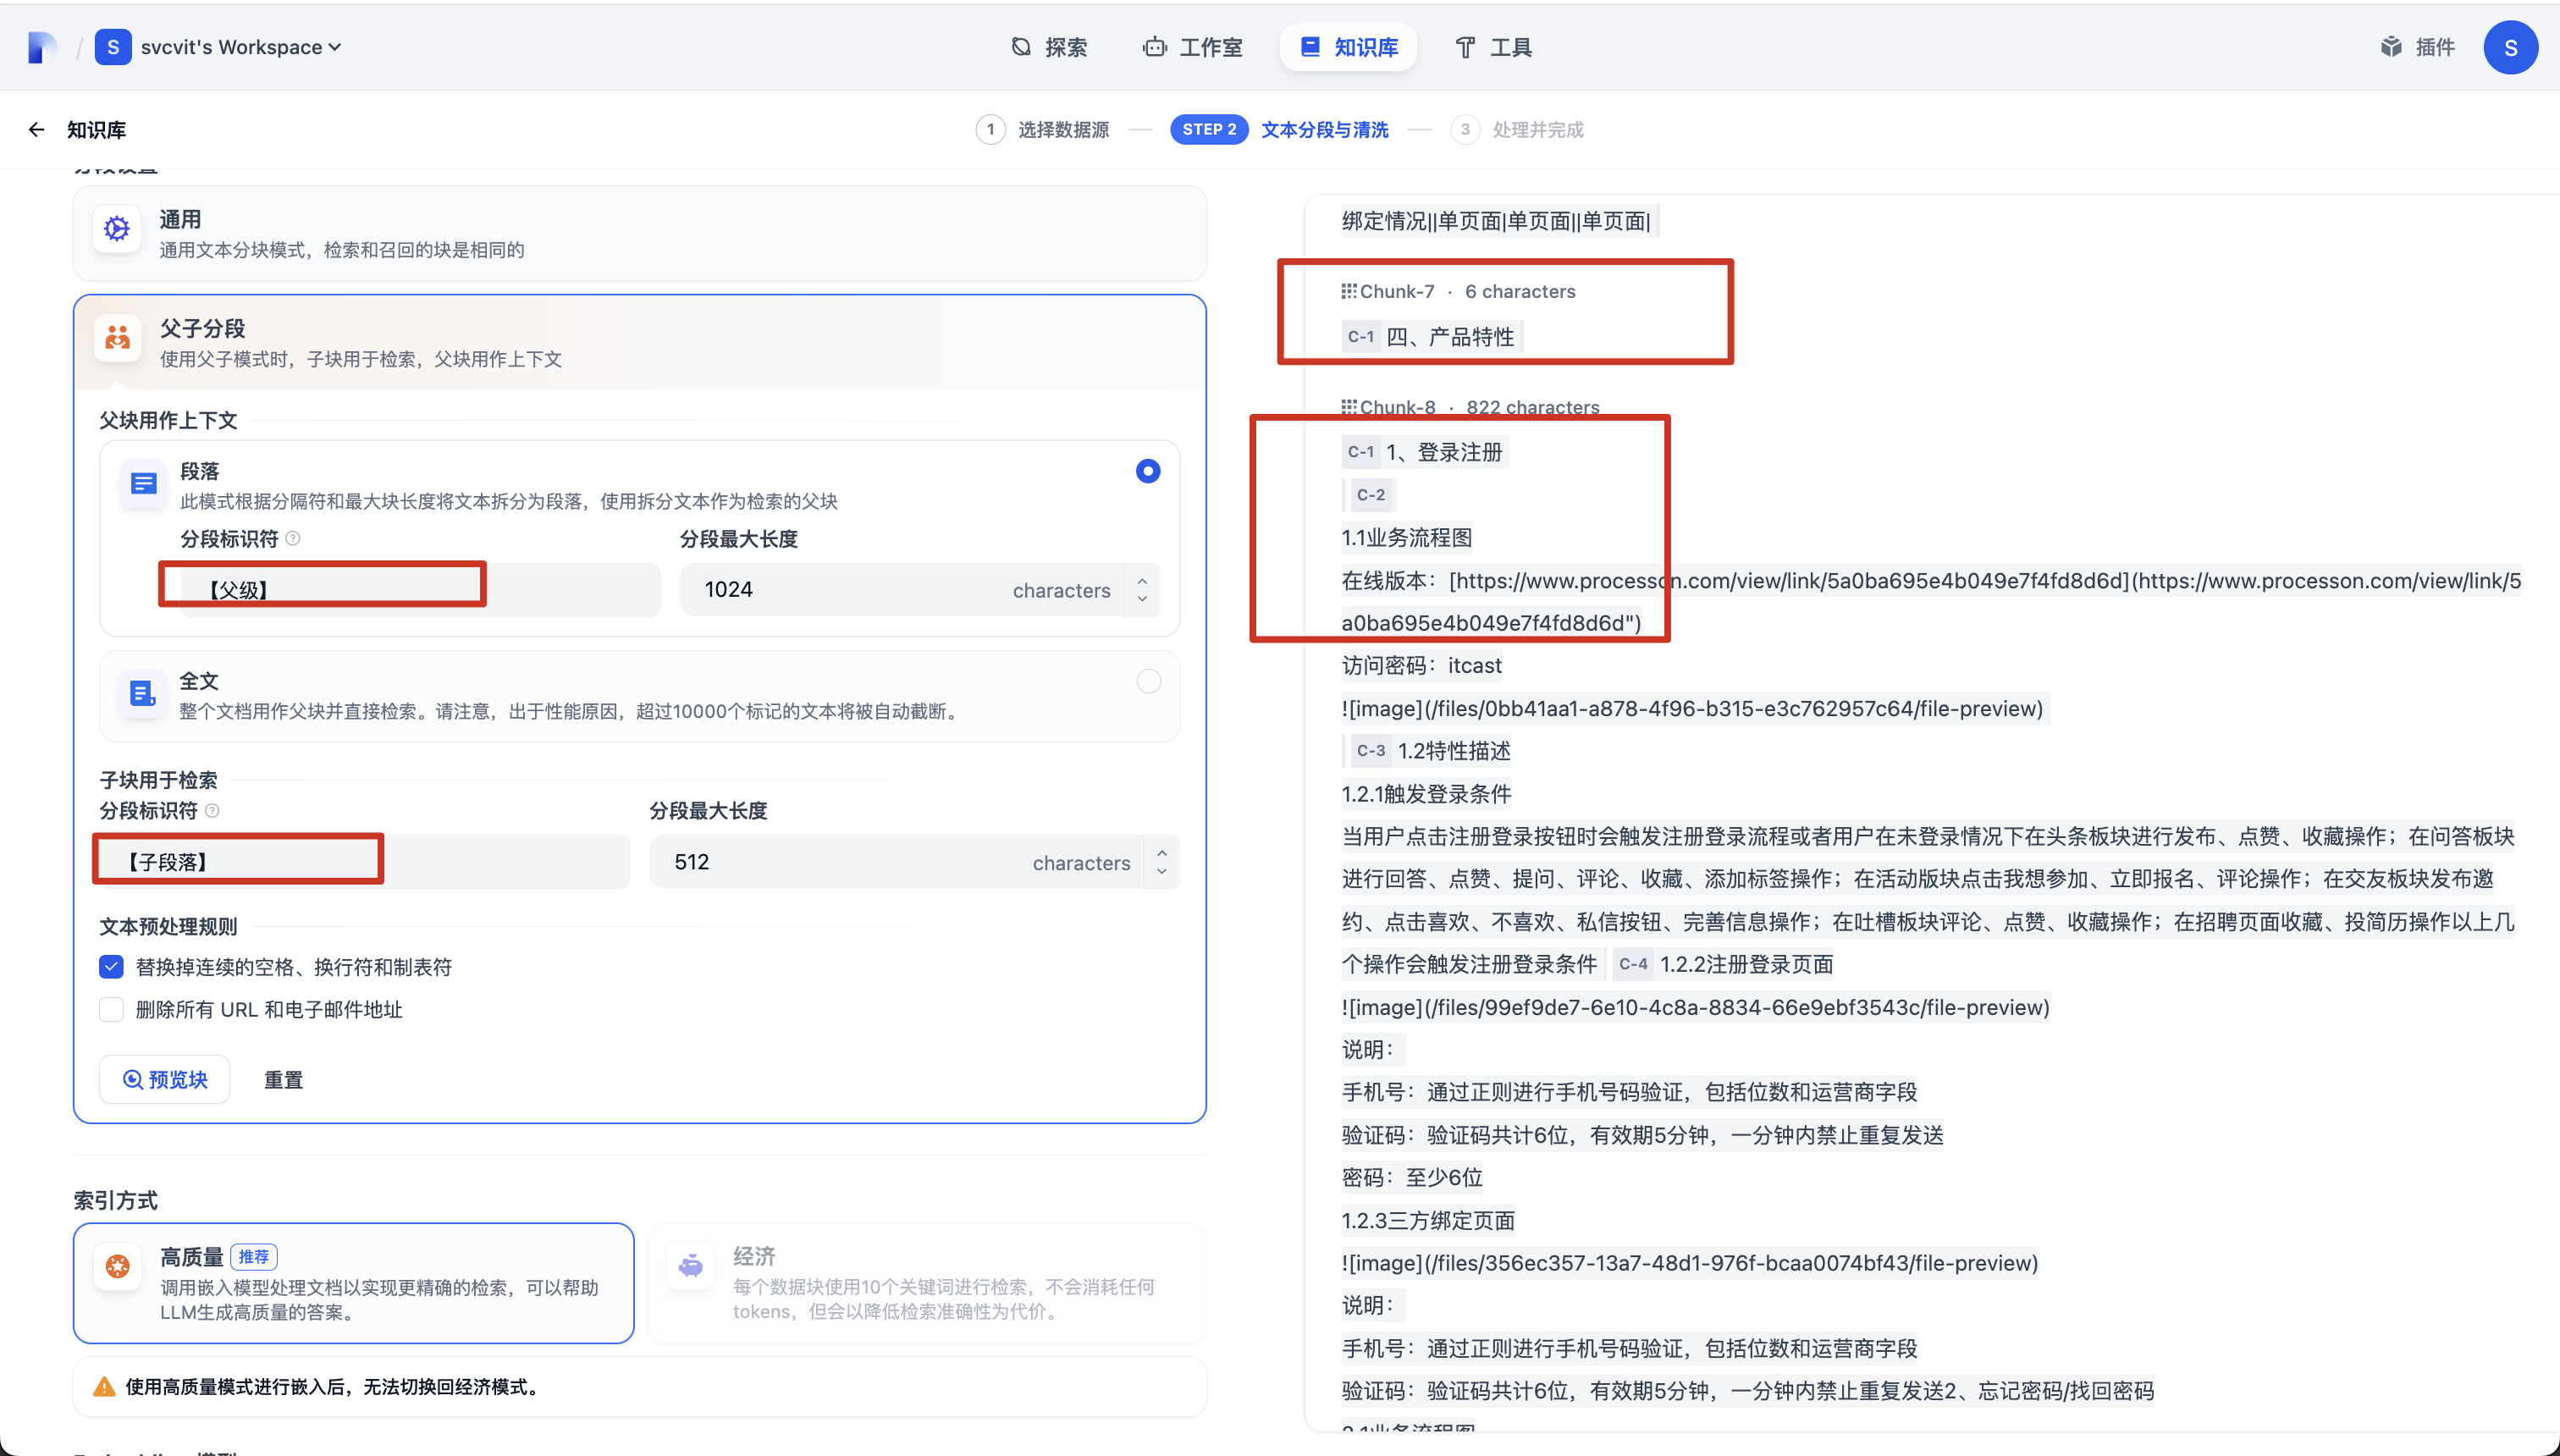 / S svcvit's Workspace
探索
工作室
知识库
工具
插件
S
知识库
1 选择数据源
STEP 2 文本分段与清洗
3 处理并完成
分段设置
通用
通用文本分块模式，检索和召回的块是相同的
父子分段
使用父子模式时，子块用于检索，父块用作上下文
父块用作上下文
段落
此模式根据分隔符和最大块长度将文本拆分为段落，使用拆分文本作为检索的父块
分段标识符
分段最大长度
【父级】
1024 characters
全文
整个文档用作父块并直接检索。请注意，出于性能原因，超过10000个标记的文本将被自动截断。
子块用于检索
分段标识符
分段最大长度
【子段落】
512 characters
文本预处理规则
替换掉连续的空格、换行符和制表符
删除所有 URL 和电子邮件地址
预览块
重置
索引方式
高质量 推荐
调用嵌入模型处理文档以实现更精确的检索，可以帮助
LLM生成高质量的答案。
经济
每个数据块使用10个关键词进行检索，不会消耗任何
tokens，但会以降低检索准确性为代价。
使用高质量模式进行嵌入后，无法切换回经济模式。
绑定情况||单页面|单页面||单页面|
Chunk-7 · 6 characters
C-1 四、产品特性
Chunk-8 · 822 characters
C-1 1、登录注册
C-2
1.1业务流程图
在线版本：[https://www.processon.com/view/link/5a0ba695e4b049e7f4fd8d6d](https://www.processon.com/view/link/5
a0ba695e4b049e7f4fd8d6d")
访问密码：itcast
![image](/files/0bb41aa1-a878-4f96-b315-e3c762957c64/file-preview)
C-3 1.2特性描述
1.2.1触发登录条件
当用户点击注册登录按钮时会触发注册登录流程或者用户在未登录情况下在头条板块进行发布、点赞、收藏操作；在问答板块
进行回答、点赞、提问、评论、收藏、添加标签操作；在活动版块点击我想参加、立即报名、评论操作；在交友板块发布邀
约、点击喜欢、不喜欢、私信按钮、完善信息操作；在吐槽板块评论、点赞、收藏操作；在招聘页面收藏、投简历操作以上几
个操作会触发注册登录条件 C-4 1.2.2注册登录页面
![image](/files/99ef9de7-6e10-4c8a-8834-66e9ebf3543c/file-preview)
说明：
手机号：通过正则进行手机号码验证，包括位数和运营商字段
验证码：验证码共计6位，有效期5分钟，一分钟内禁止重复发送
密码：至少6位
1.2.3三方绑定页面
![image](/files/356ec357-13a7-48d1-976f-bcaa0074bf43/file-preview)
说明：
手机号：通过正则进行手机号码验证，包括位数和运营商字段
验证码：验证码共计6位，有效期5分钟，一分钟内禁止重复发送2、忘记密码/找回密码
2.1业务流程图